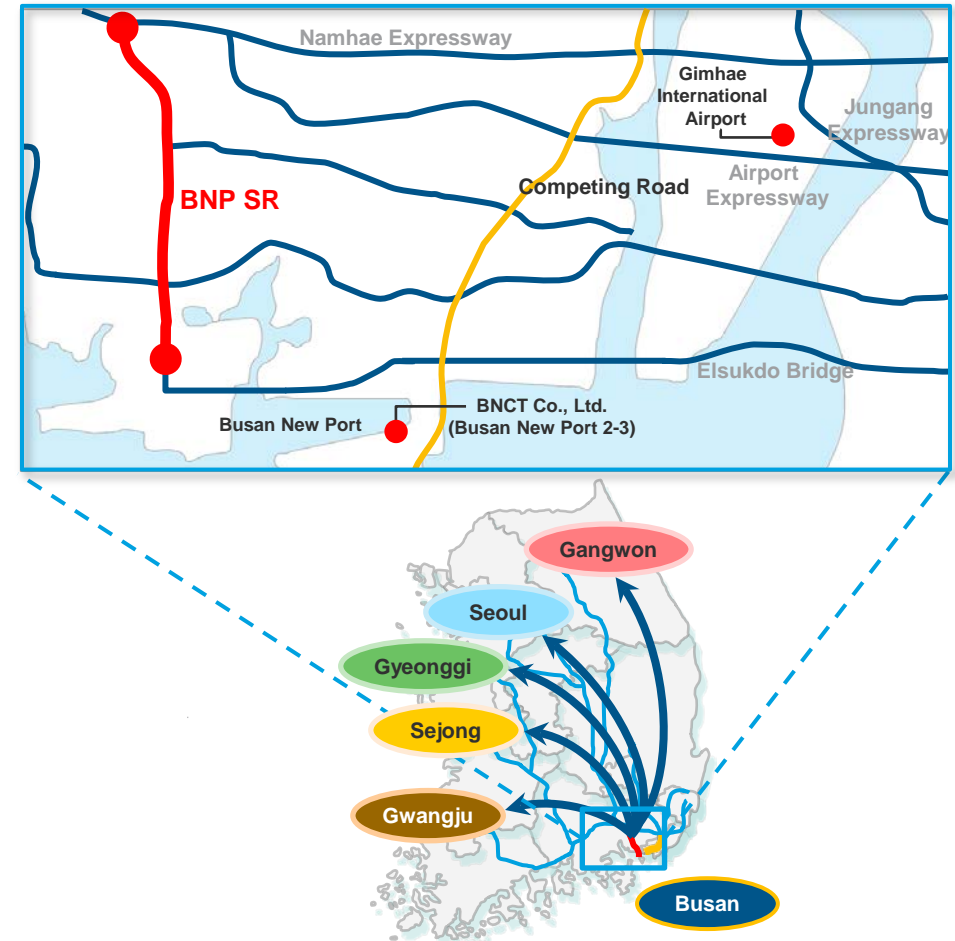 Namhae Expressway
Gimhae
International
Airport
Jungang
Expressway
Airport
Expressway
Competing Road
BNP SR
Elsukdo Bridge
Busan New Port
BNCT Co., Ltd.
(Busan New Port 2-3)
Gangwon
Seoul
Gyeonggi
Sejong
Gwangju
Busan